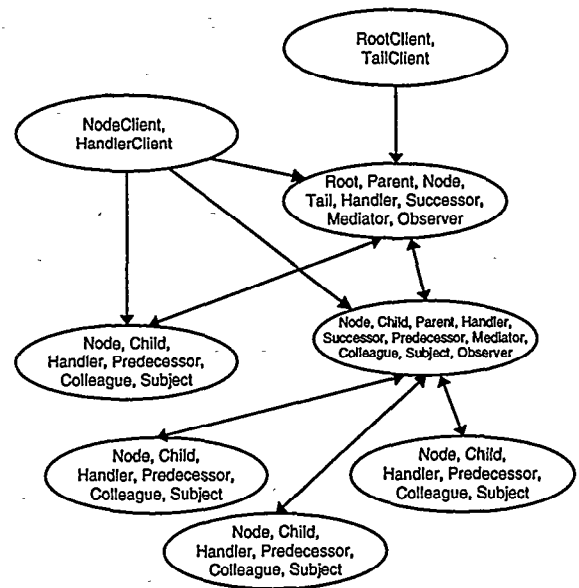 RootClient,
TailClient
NodeClient,
HandlerClient
Root, Parent, Node,
Tail, Handler, Successor,
Mediator, Observer
Node, Child,
Handler, Predecessor,
Colleague, Subject
Node, Child, Parent, Handler,
Successor, Predecessor, Mediator,
Colleague, Subject, Observer
Node, Child,
Handler, Predecessor,
Colleague, Subject
Node, Child,
Handler, Predecessor,
Colleague, Subject
Node, Child,
Handler, Predecessor,
Colleague, Subject